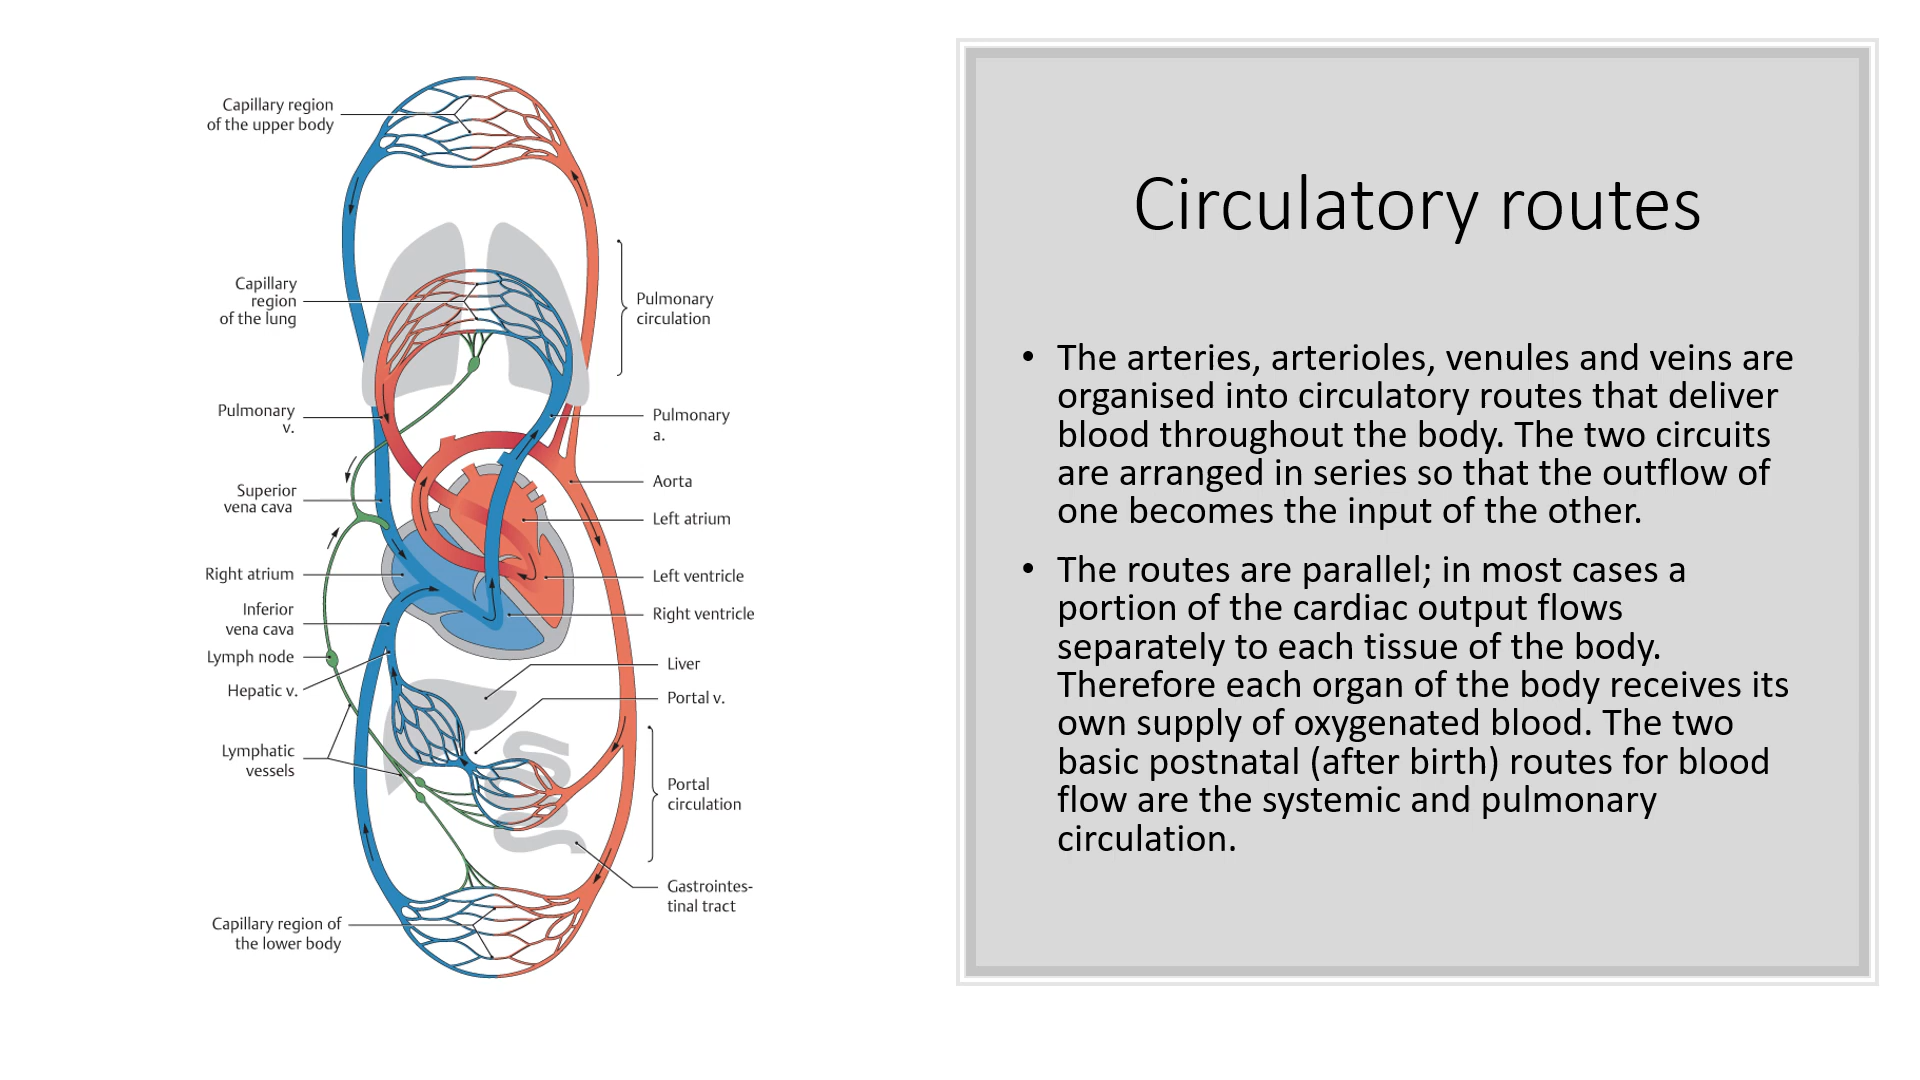 Capillary region
of the upper body
Capillary
region
of the lung
Pulmonary
circulation
Pulmonary
v.
Pulmonary
a.
Superior
vena cava
Aorta
Left atrium
Right atrium
Left ventricle
Inferior
vena cava
Right ventricle
Lymph node
Liver
Hepatic v.
Portal v.
Lymphatic
vessels
Portal
circulation
Gastrointes-
tinal tract
Capillary region of
the lower body
Circulatory routes
• The arteries, arterioles, venules and veins are
organised into circulatory routes that deliver
blood throughout the body. The two circuits
are arranged in series so that the outflow of
one becomes the input of the other.
• The routes are parallel; in most cases a
portion of the cardiac output flows
separately to each tissue of the body.
Therefore each organ of the body receives its
own supply of oxygenated blood. The two
basic postnatal (after birth) routes for blood
flow are the systemic and pulmonary
circulation.